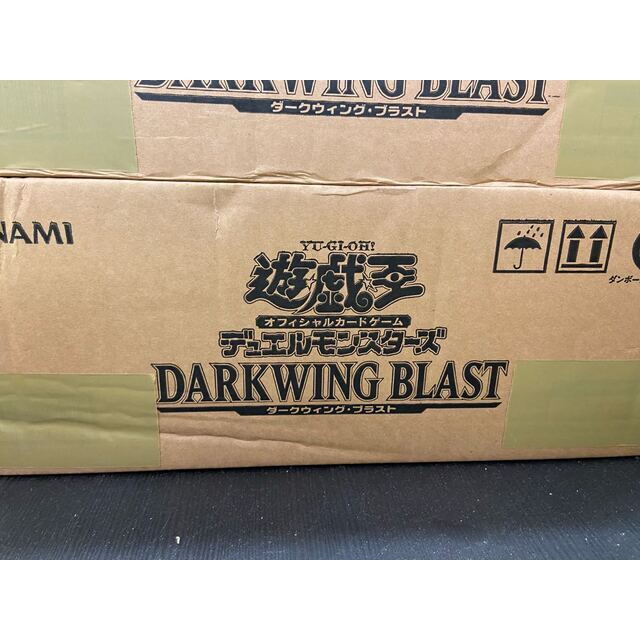 DARKWING BLAST
ダークウィング・ブラスト
NAMI
YU-GI-OH!
遊戯王
オフィシャルカードゲーム
デュエルモンスターズ
DARKWING BLAST
ダークウィング・ブラスト
ダンボー